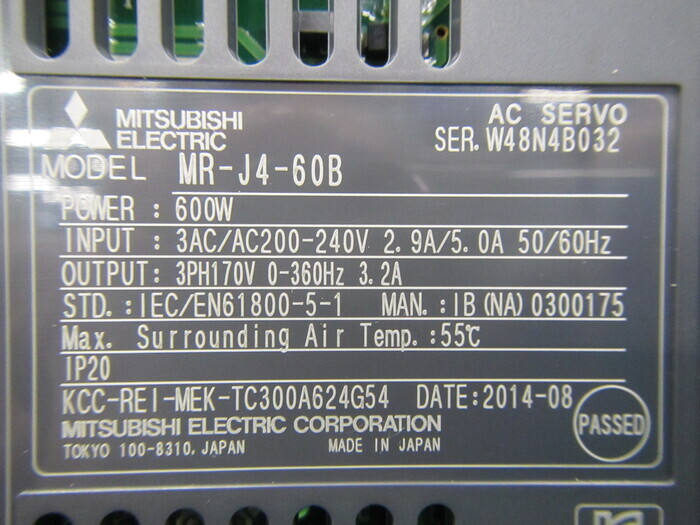 MITSUBISHI
ELECTRIC
AC SERVO
SER. W48N4B032
MODEL MR-J4-60B
POWER : 600W
INPUT : 3AC/AC200-240V 2.9A/5.0A 50/60Hz
OUTPUT: 3PH170V 0-360Hz 3.2A
STD. : IEC/EN61800-5-1 MAN. : IB(NA)0300175
Max. Surrounding Air Temp. :55℃
IP20
KCC-REI-MEK-TC300A624G54 DATE:2014-08
MITSUBISHI ELECTRIC CORPORATION
TOKYO 100-8310, JAPAN MADE IN JAPAN
PASSED